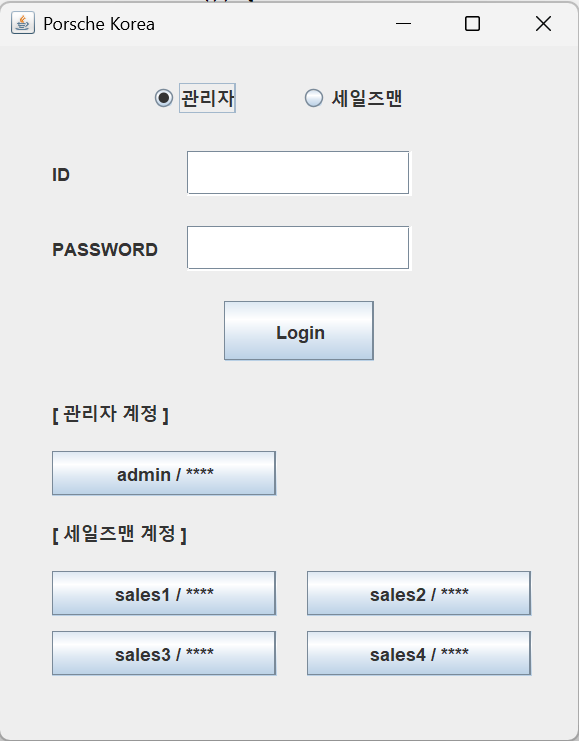 Porsche Korea
관리자 세일즈맨
ID
PASSWORD
Login
[ 관리자 계정 ]
admin / ****
[ 세일즈맨 계정 ]
sales1 / **** sales2 / ****
sales3 / **** sales4 / ****